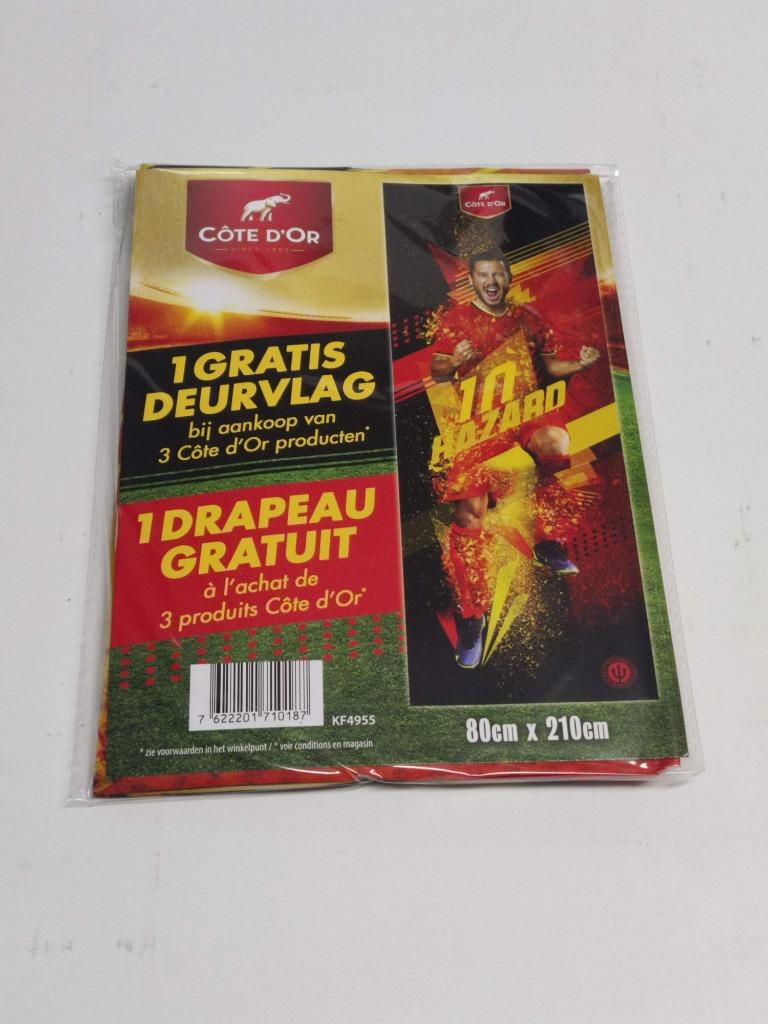 CÔTE D'OR
SINCE 1883
1 GRATIS
DEURVLAG
bij aankoop van
3 Côte d'Or producten*
1 DRAPEAU
GRATUIT
à l'achat de
3 produits Côte d'Or*
7 622201 710187
KF4955
* zie voorwaarden in het winkelpunt / * voir conditions en magasin
CÔTE D'OR
10
HAZARD
80cm x 210cm